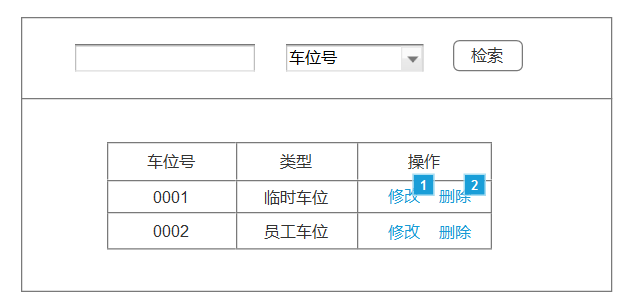 车位号 检索
车位号 类型 操作
1 2
0001 临时车位 修改 删除
0002 员工车位 修改 删除